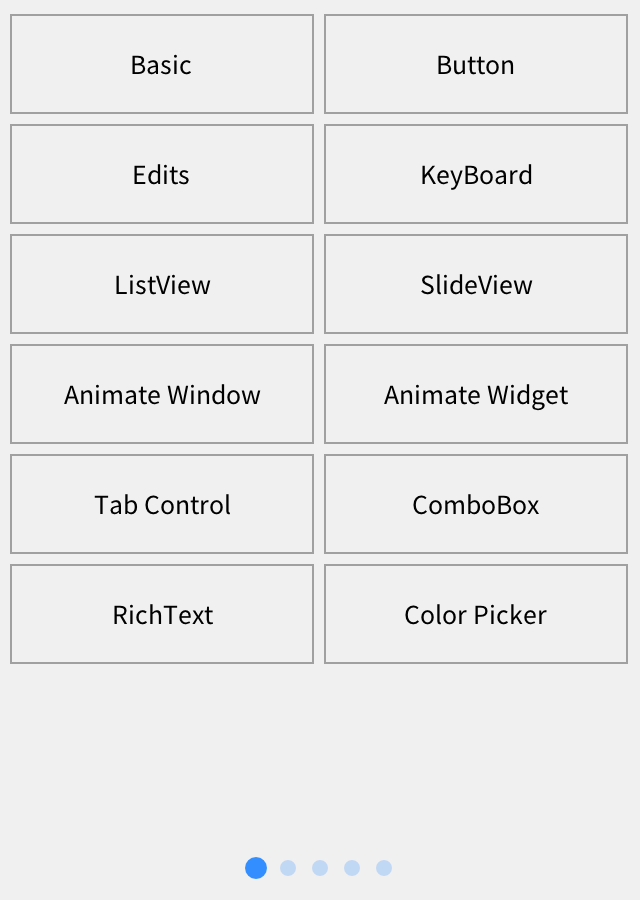 Basic
Button
Edits
KeyBoard
ListView
SlideView
Animate Window
Animate Widget
Tab Control
ComboBox
RichText
Color Picker